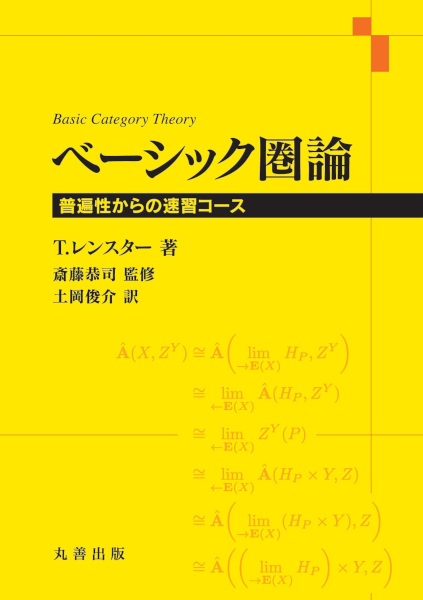 Basic Category Theory
ベーシック圏論
普遍性からの速習コース
T.レンスター 著
斎藤恭司 監修
土岡俊介 訳
Â(X, Z^Y) ≅ Â(lim_{→E(X)} H_P, Z^Y)
≅ lim_{←E(X)} Â(H_P, Z^Y)
≅ lim_{←E(X)} Z^Y(P)
≅ lim_{←E(X)} Â(H_P × Y, Z)
≅ Â(lim_{→E(X)} (H_P × Y), Z)
≅ Â((lim_{→E(X)} H_P) × Y, Z)
丸善出版